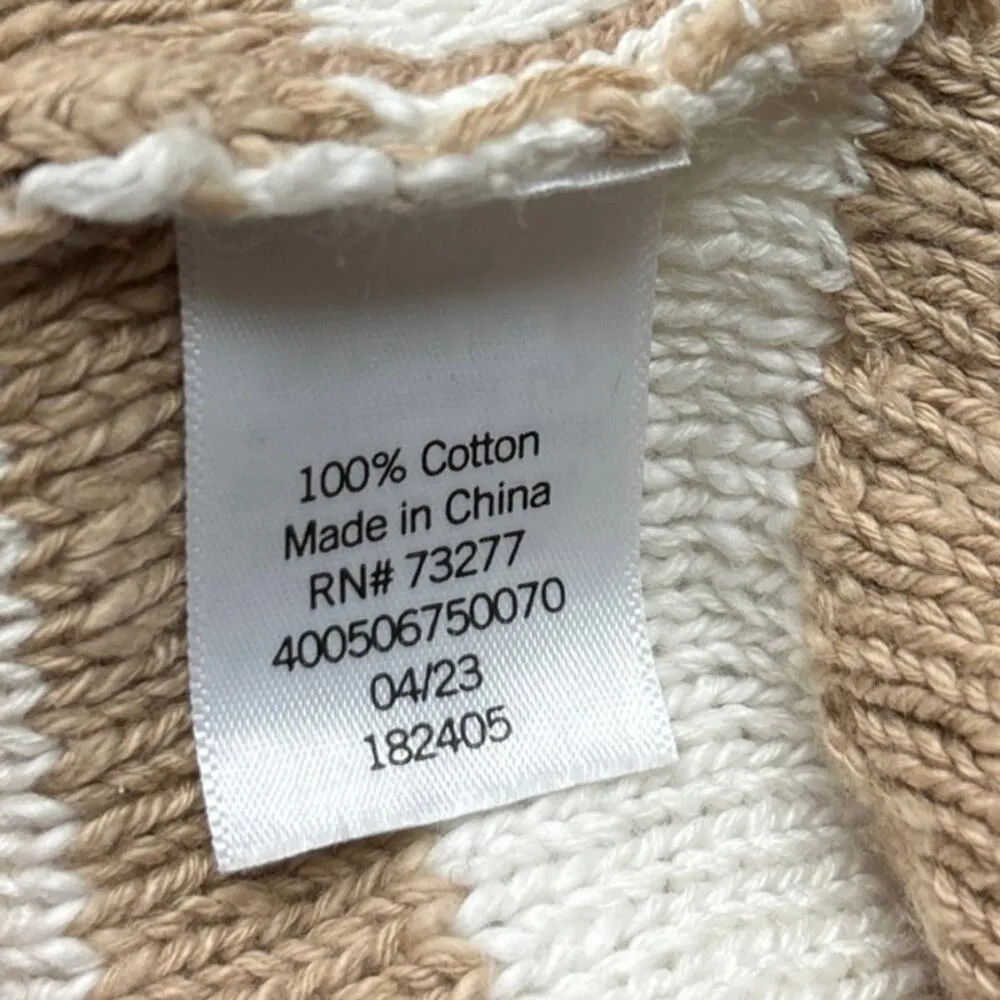 100% Cotton
Made in China
RN# 73277
400506750070
04/23
182405